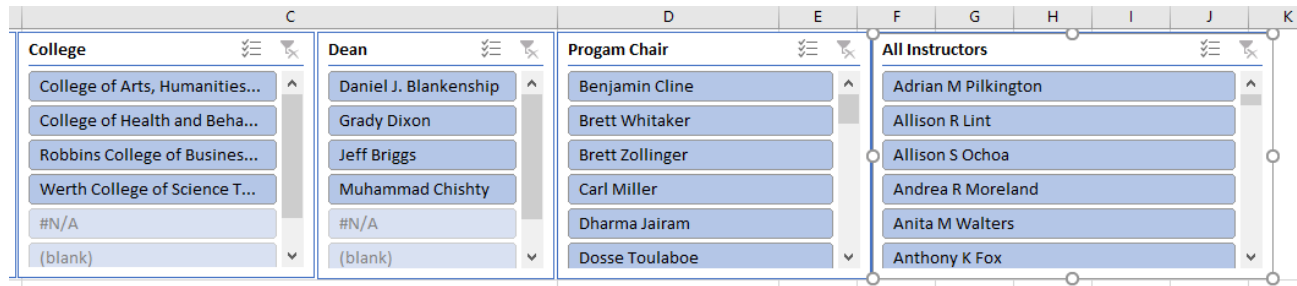 C D E F G H I J K
College
College of Arts, Humanities...
College of Health and Beha...
Robbins College of Busines...
Werth College of Science T...
#N/A
(blank)
Dean
Daniel J. Blankenship
Grady Dixon
Jeff Briggs
Muhammad Chishty
#N/A
(blank)
Progam Chair
Benjamin Cline
Brett Whitaker
Brett Zollinger
Carl Miller
Dharma Jairam
Dosse Toulaboe
All Instructors
Adrian M Pilkington
Allison R Lint
Allison S Ochoa
Andrea R Moreland
Anita M Walters
Anthony K Fox